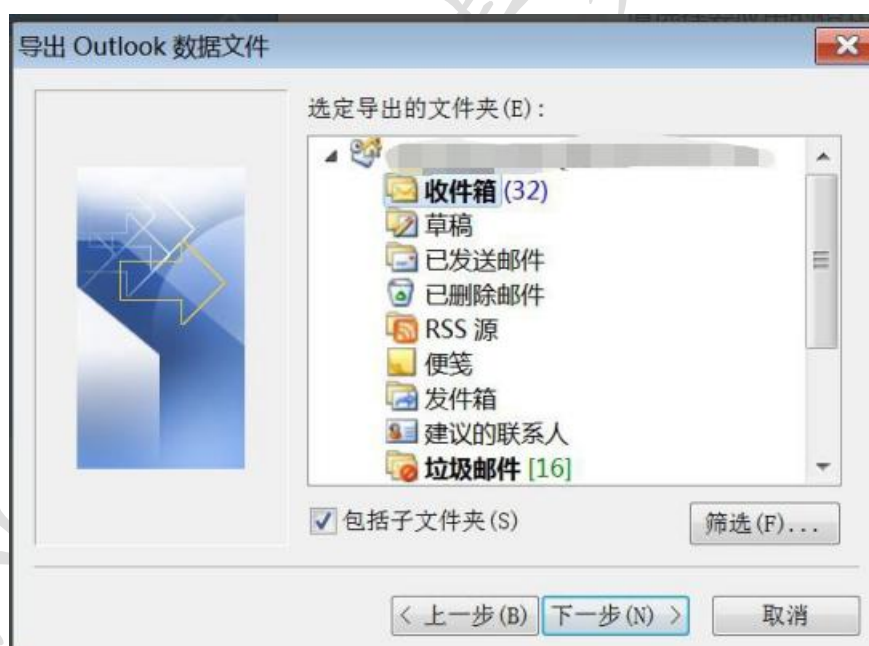 导出 Outlook 数据文件
选定导出的文件夹(E):
收件箱 (32)
草稿
已发送邮件
已删除邮件
RSS 源
便笺
发件箱
建议的联系人
垃圾邮件 [16]
包括子文件夹(S)
筛选(F)...
< 上一步(B) 下一步(N) > 取消